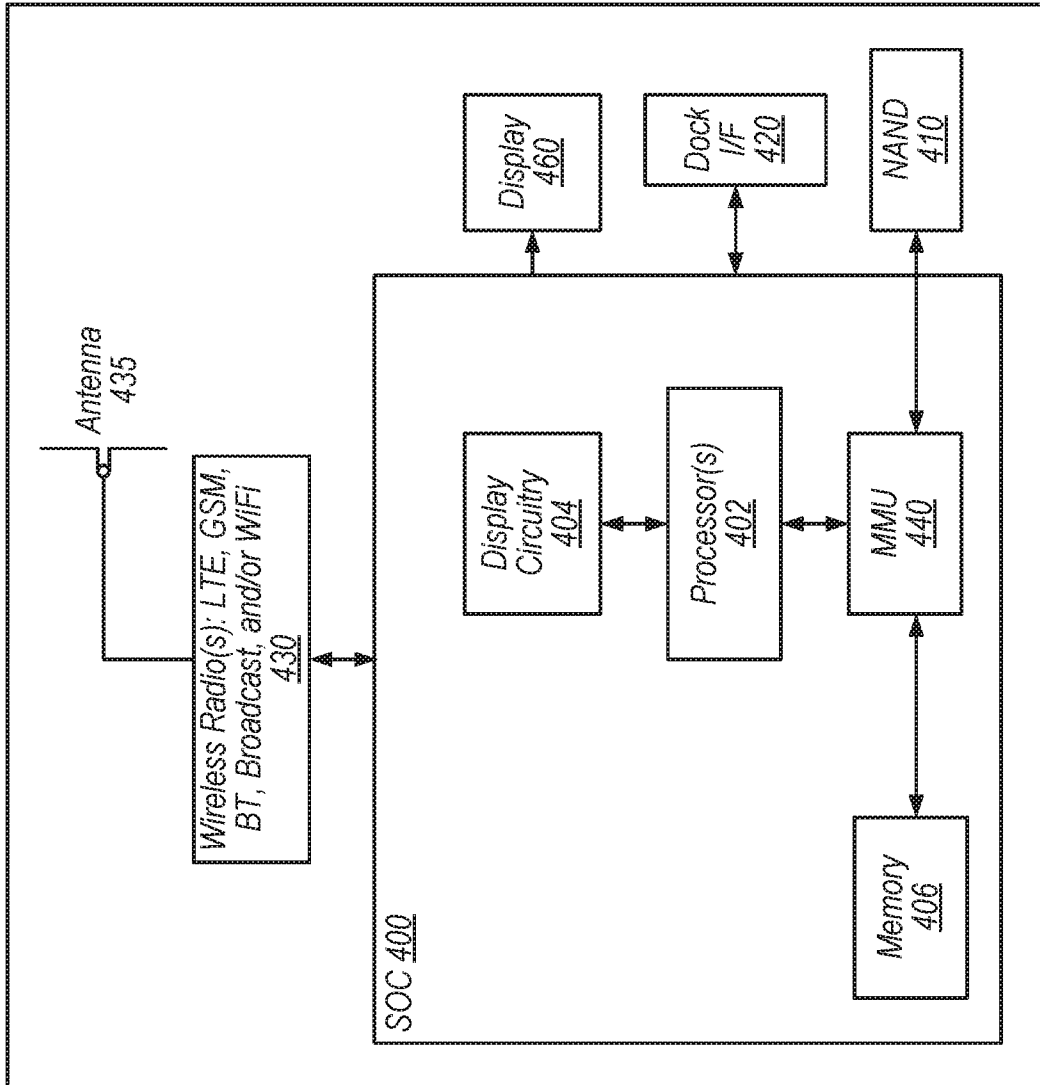 Antenna
435
Wireless Radio(s): LTE, GSM,
BT, Broadcast, and/or WiFi
430
SOC 400
Display
Circuitry
404
Display
460
Processor(s)
402
Dock
I/F
420
Memory
406
MMU
440
NAND
410